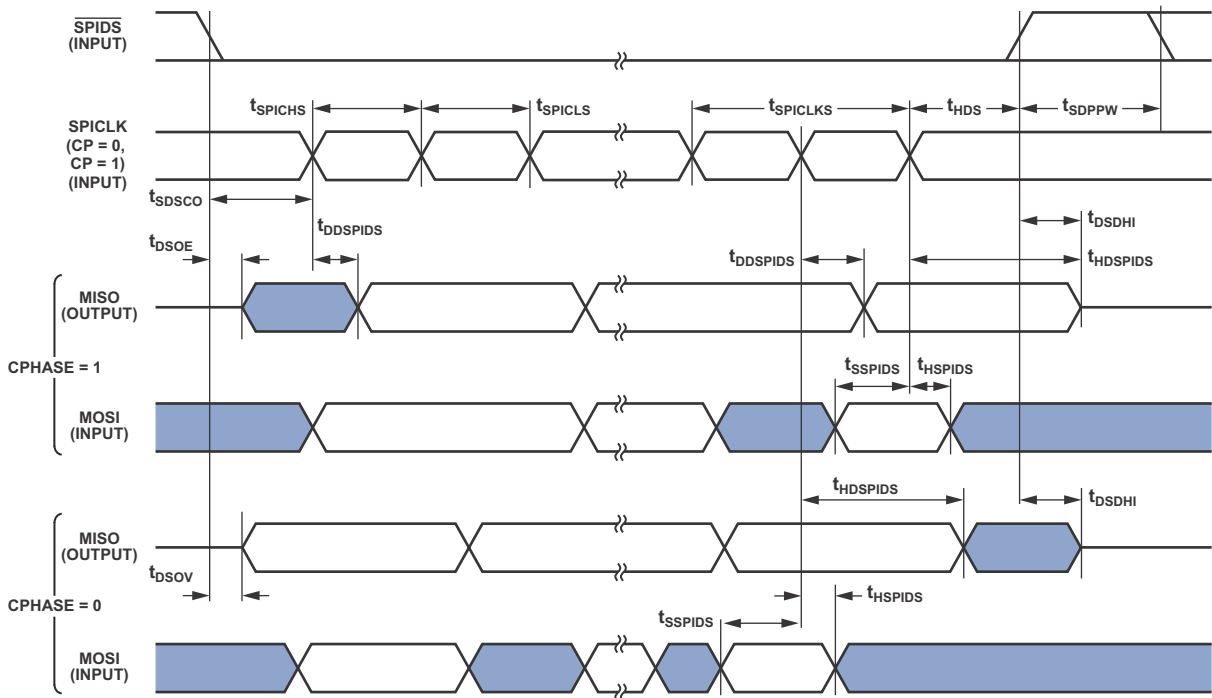 SPIDS
(INPUT)
tSPICHS
tSPICLS
tSPICLKS
tHDS
tSDPPW
SPICLK
(CP = 0,
CP = 1)
(INPUT)
tSDSCO
tDDSPIDS
tDSDHI
tDSOE
tDDSPIDS
tHDSPIDS
MISO
(OUTPUT)
CPHASE = 1
tSSPIDS
tHSPIDS
MOSI
(INPUT)
tHDSPIDS
tDSDHI
MISO
(OUTPUT)
tDSOV
CPHASE = 0
tHSPIDS
tSSPIDS
MOSI
(INPUT)